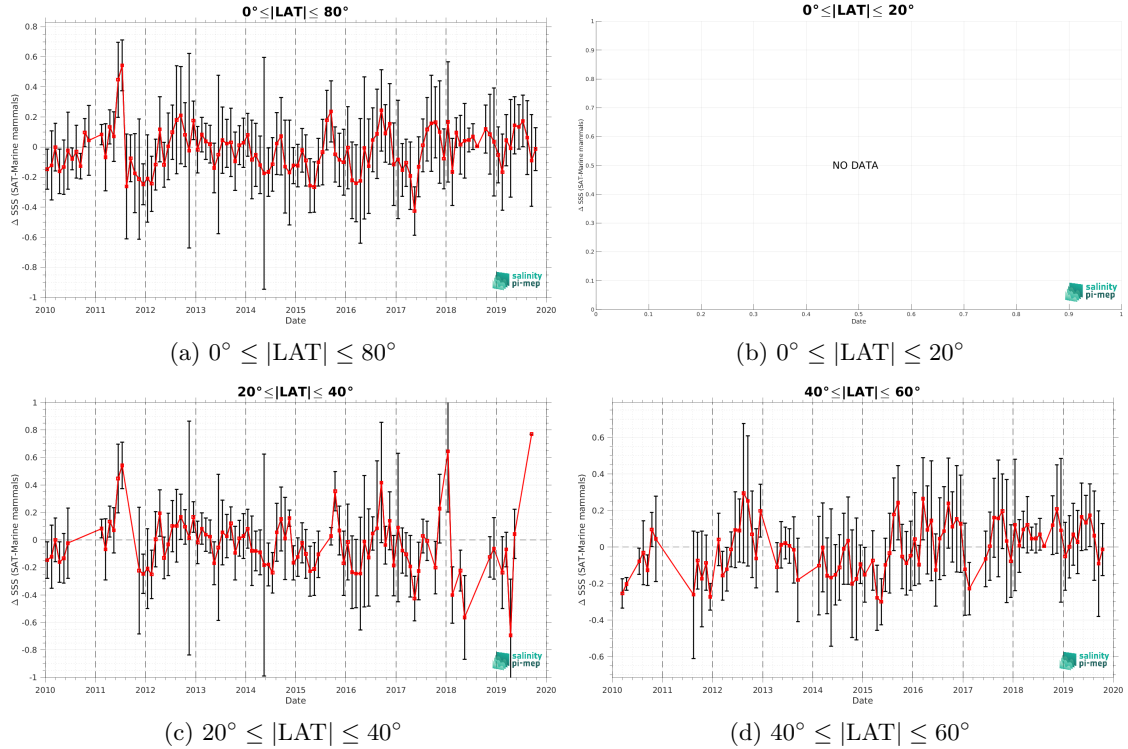 0°≤|LAT|≤ 80°
Δ SSS (SAT-Marine mammals)
0.8
0.6
0.4
0.2
0
-0.2
-0.4
-0.6
-0.8
-1
2010 2011 2012 2013 2014 2015 2016 2017 2018 2019 2020
Date
salinity
pi-mep
(a) 0° ≤ |LAT| ≤ 80°
0°≤|LAT|≤ 20°
Δ SSS (SAT-Marine mammals)
1
0.9
0.8
0.7
0.6
0.5
0.4
0.3
0.2
0.1
0
NO DATA
0 0.1 0.2 0.3 0.4 0.5 0.6 0.7 0.8 0.9 1
Date
salinity
pi-mep
(b) 0° ≤ |LAT| ≤ 20°
20°≤|LAT|≤ 40°
Δ SSS (SAT-Marine mammals)
1
0.8
0.6
0.4
0.2
0
-0.2
-0.4
-0.6
-0.8
-1
2010 2011 2012 2013 2014 2015 2016 2017 2018 2019 2020
Date
salinity
pi-mep
(c) 20° ≤ |LAT| ≤ 40°
40°≤|LAT|≤ 60°
Δ SSS (SAT-Marine mammals)
0.6
0.4
0.2
0
-0.2
-0.4
-0.6
2010 2011 2012 2013 2014 2015 2016 2017 2018 2019 2020
Date
salinity
pi-mep
(d) 40° ≤ |LAT| ≤ 60°